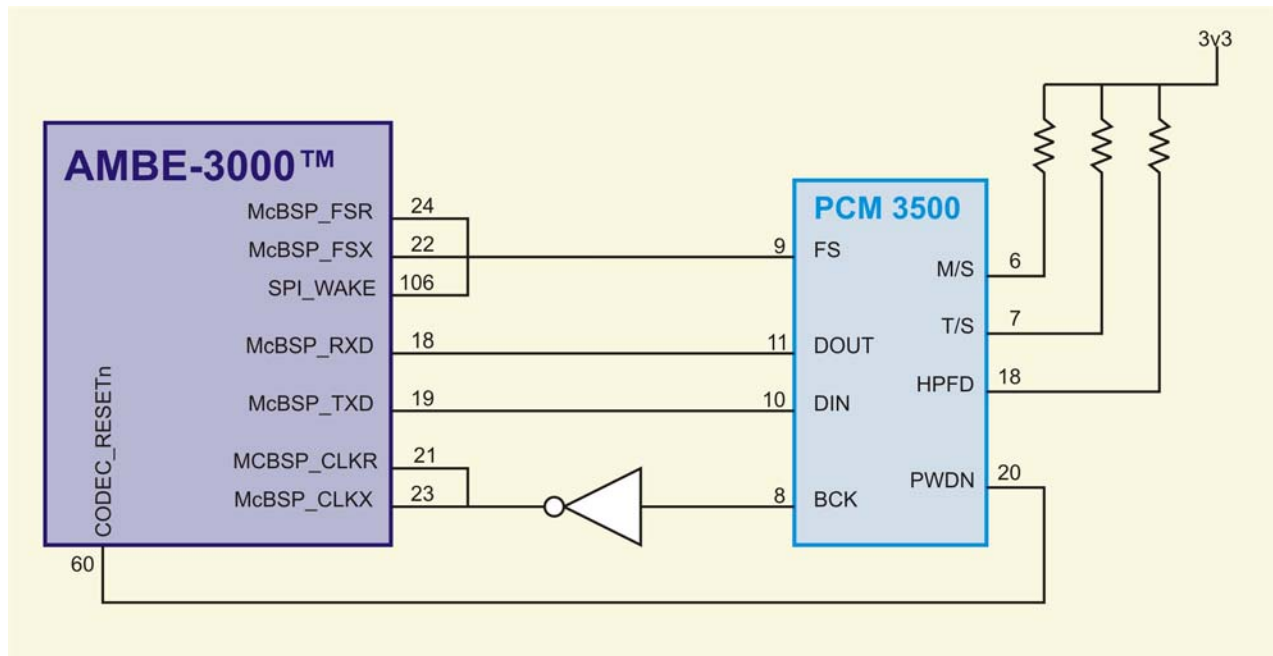 3v3
AMBE-3000™
McBSP_FSR 24
McBSP_FSX 22
SPI_WAKE 106
McBSP_RXD 18
McBSP_TXD 19
MCBSP_CLKR 21
McBSP_CLKX 23
CODEC_RESETn
60
PCM 3500
9 FS
11 DOUT
10 DIN
8 BCK
M/S 6
T/S 7
HPFD 18
PWDN 20